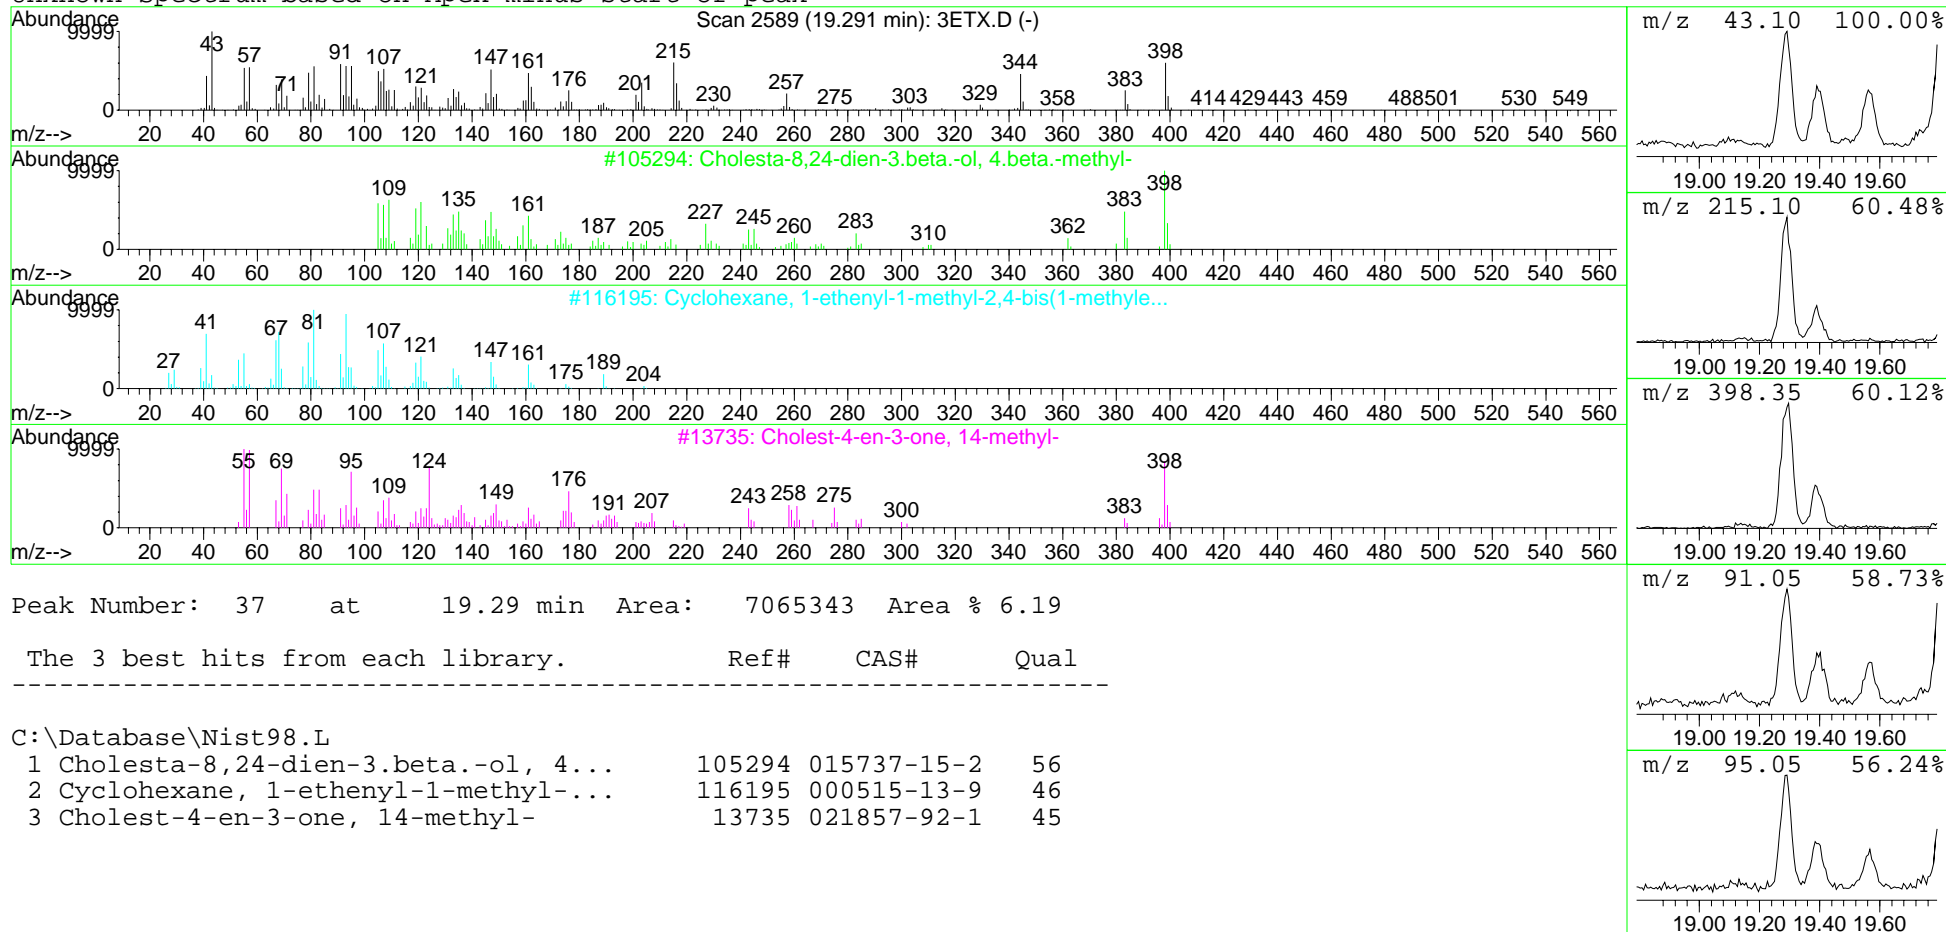 Unknown Spectrum based on Apex minus start of peak
Abundance
Scan 2589 (19.291 min): 3ETX.D (-)
9999
43 57 71 91 107 121 147 161 176 201 215 230 257 275 303 329 344 358 383 398 414 429 443 459 488 501 530 549
0
m/z--> 20 40 60 80 100 120 140 160 180 200 220 240 260 280 300 320 340 360 380 400 420 440 460 480 500 520 540 560
Abundance
#105294: Cholesta-8,24-dien-3.beta.-ol, 4.beta.-methyl-
9999
109 135 161 187 205 227 245 260 283 310 362 383 398
0
m/z--> 20 40 60 80 100 120 140 160 180 200 220 240 260 280 300 320 340 360 380 400 420 440 460 480 500 520 540 560
Abundance
#116195: Cyclohexane, 1-ethenyl-1-methyl-2,4-bis(1-methyle...
9999
27 41 67 81 107 121 147 161 175 189 204
0
m/z--> 20 40 60 80 100 120 140 160 180 200 220 240 260 280 300 320 340 360 380 400 420 440 460 480 500 520 540 560
Abundance
#13735: Cholest-4-en-3-one, 14-methyl-
9999
55 69 95 109 124 149 176 191 207 243 258 275 300 383 398
0
m/z--> 20 40 60 80 100 120 140 160 180 200 220 240 260 280 300 320 340 360 380 400 420 440 460 480 500 520 540 560
m/z 43.10 100.00%
19.00 19.20 19.40 19.60
m/z 215.10 60.48%
19.00 19.20 19.40 19.60
m/z 398.35 60.12%
19.00 19.20 19.40 19.60
m/z 91.05 58.73%
19.00 19.20 19.40 19.60
m/z 95.05 56.24%
19.00 19.20 19.40 19.60
Peak Number: 37 at 19.29 min Area: 7065343 Area % 6.19
The 3 best hits from each library. Ref# CAS# Qual
C:\Database\Nist98.L
1 Cholesta-8,24-dien-3.beta.-ol, 4... 105294 015737-15-2 56
2 Cyclohexane, 1-ethenyl-1-methyl-... 116195 000515-13-9 46
3 Cholest-4-en-3-one, 14-methyl- 13735 021857-92-1 45